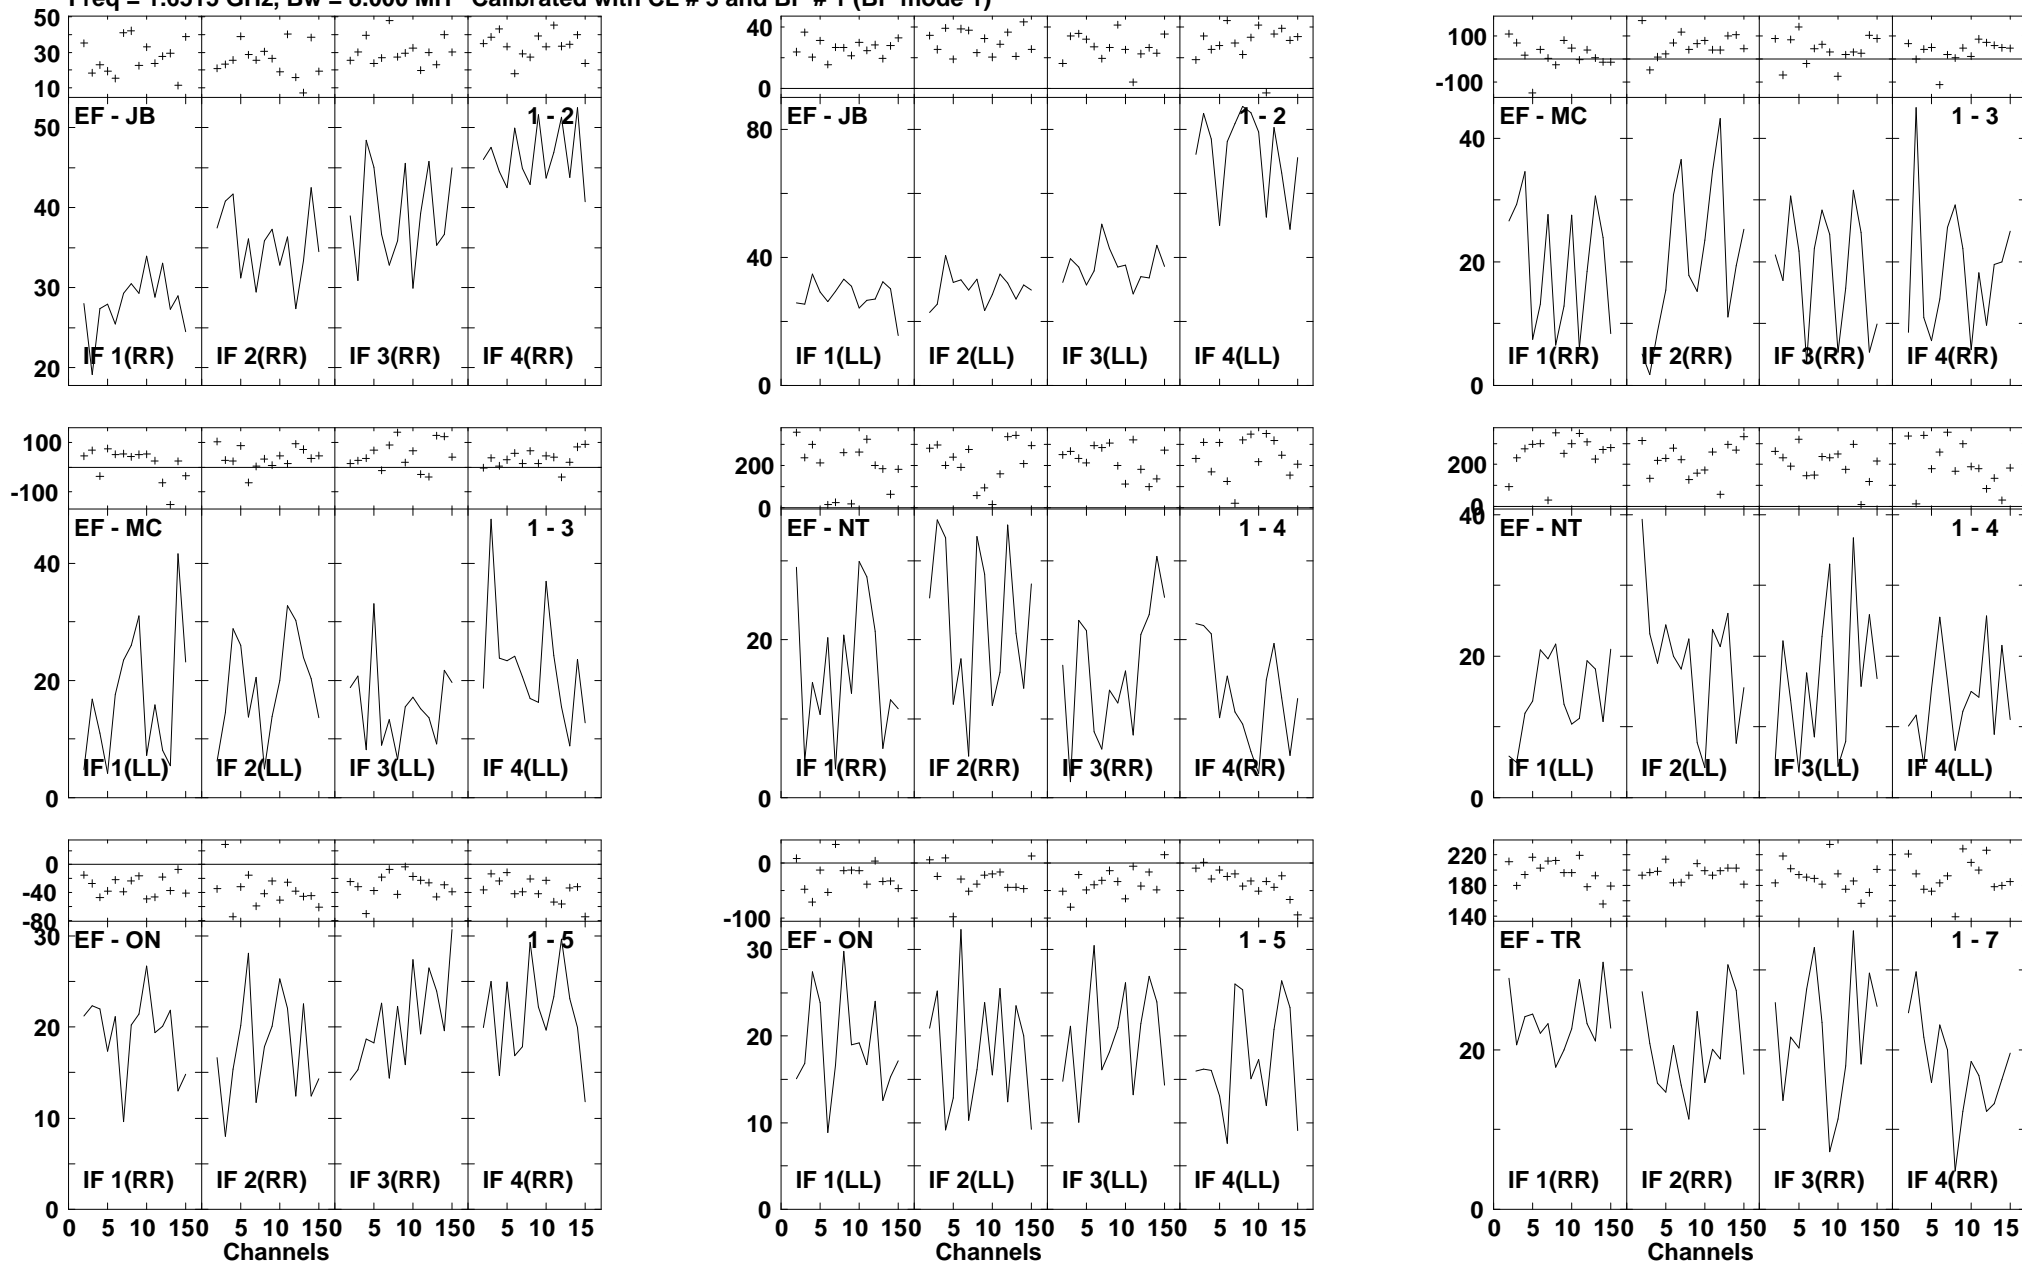 Freq = 1.6515 GHz, Bw = 8.000 MH Calibrated with CL # 3 and BP # 1 (BP mode 1)
50
30
10
40
0
100
-100
EF - JB 1 - 2
EF - JB 1 - 2
EF - MC 1 - 3
50
40
30
20
80
40
0
40
20
0
IF 1(RR) IF 2(RR) IF 3(RR) IF 4(RR)
IF 1(LL) IF 2(LL) IF 3(LL) IF 4(LL)
IF 1(RR) IF 2(RR) IF 3(RR) IF 4(RR)
100
-100
200
0
200
0
EF - MC 1 - 3
EF - NT 1 - 4
EF - NT 1 - 4
40
20
0
20
0
40
20
0
IF 1(LL) IF 2(LL) IF 3(LL) IF 4(LL)
IF 1(RR) IF 2(RR) IF 3(RR) IF 4(RR)
IF 1(LL) IF 2(LL) IF 3(LL) IF 4(LL)
0
-40
-80
0
-100
220
180
140
EF - ON 1 - 5
EF - ON 1 - 5
EF - TR 1 - 7
30
20
10
0
30
20
10
0
20
0
IF 1(RR) IF 2(RR) IF 3(RR) IF 4(RR)
IF 1(LL) IF 2(LL) IF 3(LL) IF 4(LL)
IF 1(RR) IF 2(RR) IF 3(RR) IF 4(RR)
0 5 10 150 5 10 150 5 10 150 5 10 15
0 5 10 150 5 10 150 5 10 150 5 10 15
0 5 10 150 5 10 150 5 10 150 5 10 15
Channels
Channels
Channels